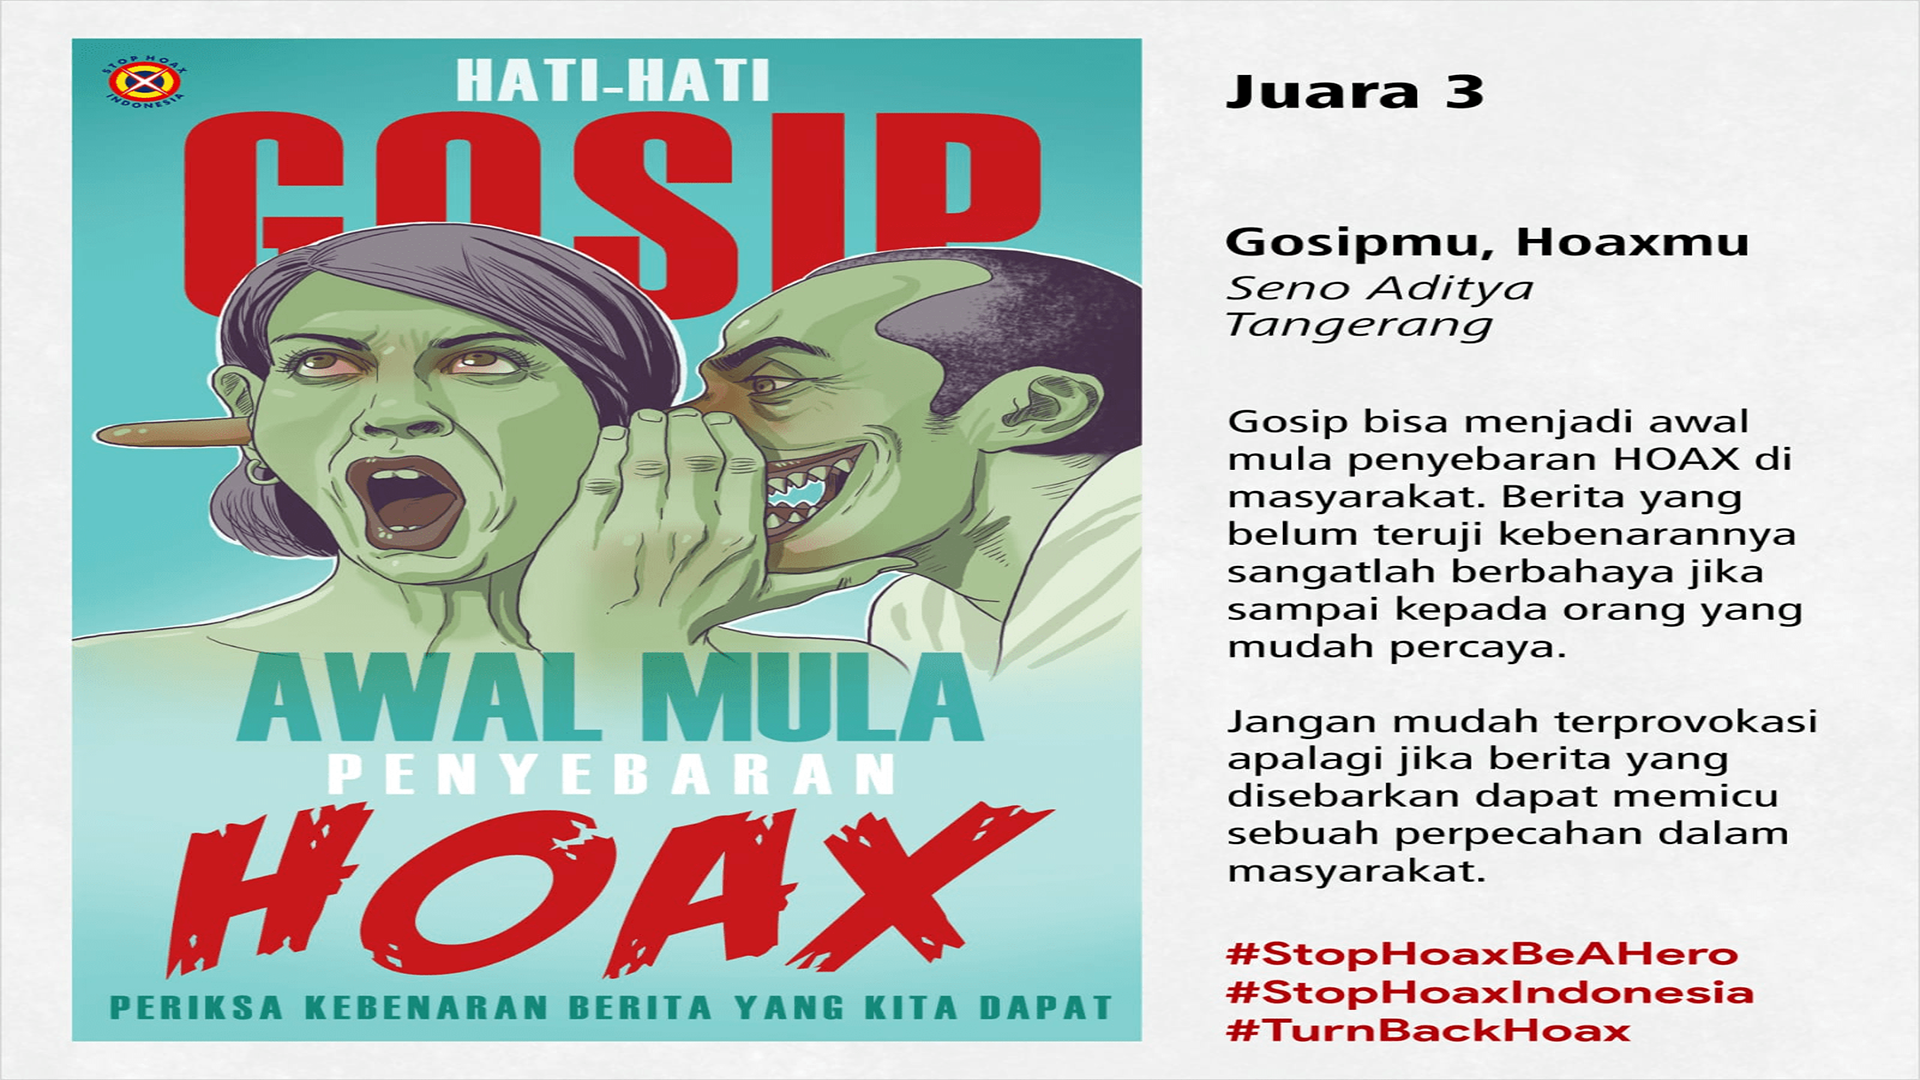 STOP HOAX
INDONESIA
HATI-HATI
GOSIP
AWAL MULA
PENYEBARAN
HOAX
PERIKSA KEBENARAN BERITA YANG KITA DAPAT
Juara 3
Gosipmu, Hoaxmu
Seno Aditya
Tangerang
Gosip bisa menjadi awal
mula penyebaran HOAX di
masyarakat. Berita yang
belum teruji kebenarannya
sangatlah berbahaya jika
sampai kepada orang yang
mudah percaya.
Jangan mudah terprovokasi
apalagi jika berita yang
disebarkan dapat memicu
sebuah perpecahan dalam
masyarakat.
#StopHoaxBeAHero
#StopHoaxIndonesia
#TurnBackHoax